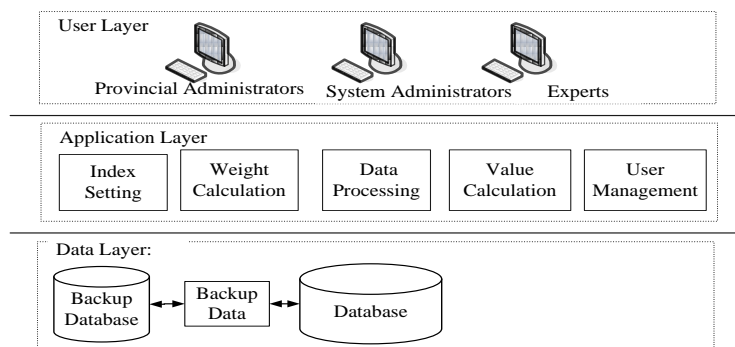 User Layer
Provincial Administrators
System Administrators
Experts
Application Layer
Index
Setting
Weight
Calculation
Data
Processing
Value
Calculation
User
Management
Data Layer:
Backup
Database
Backup
Data
Database